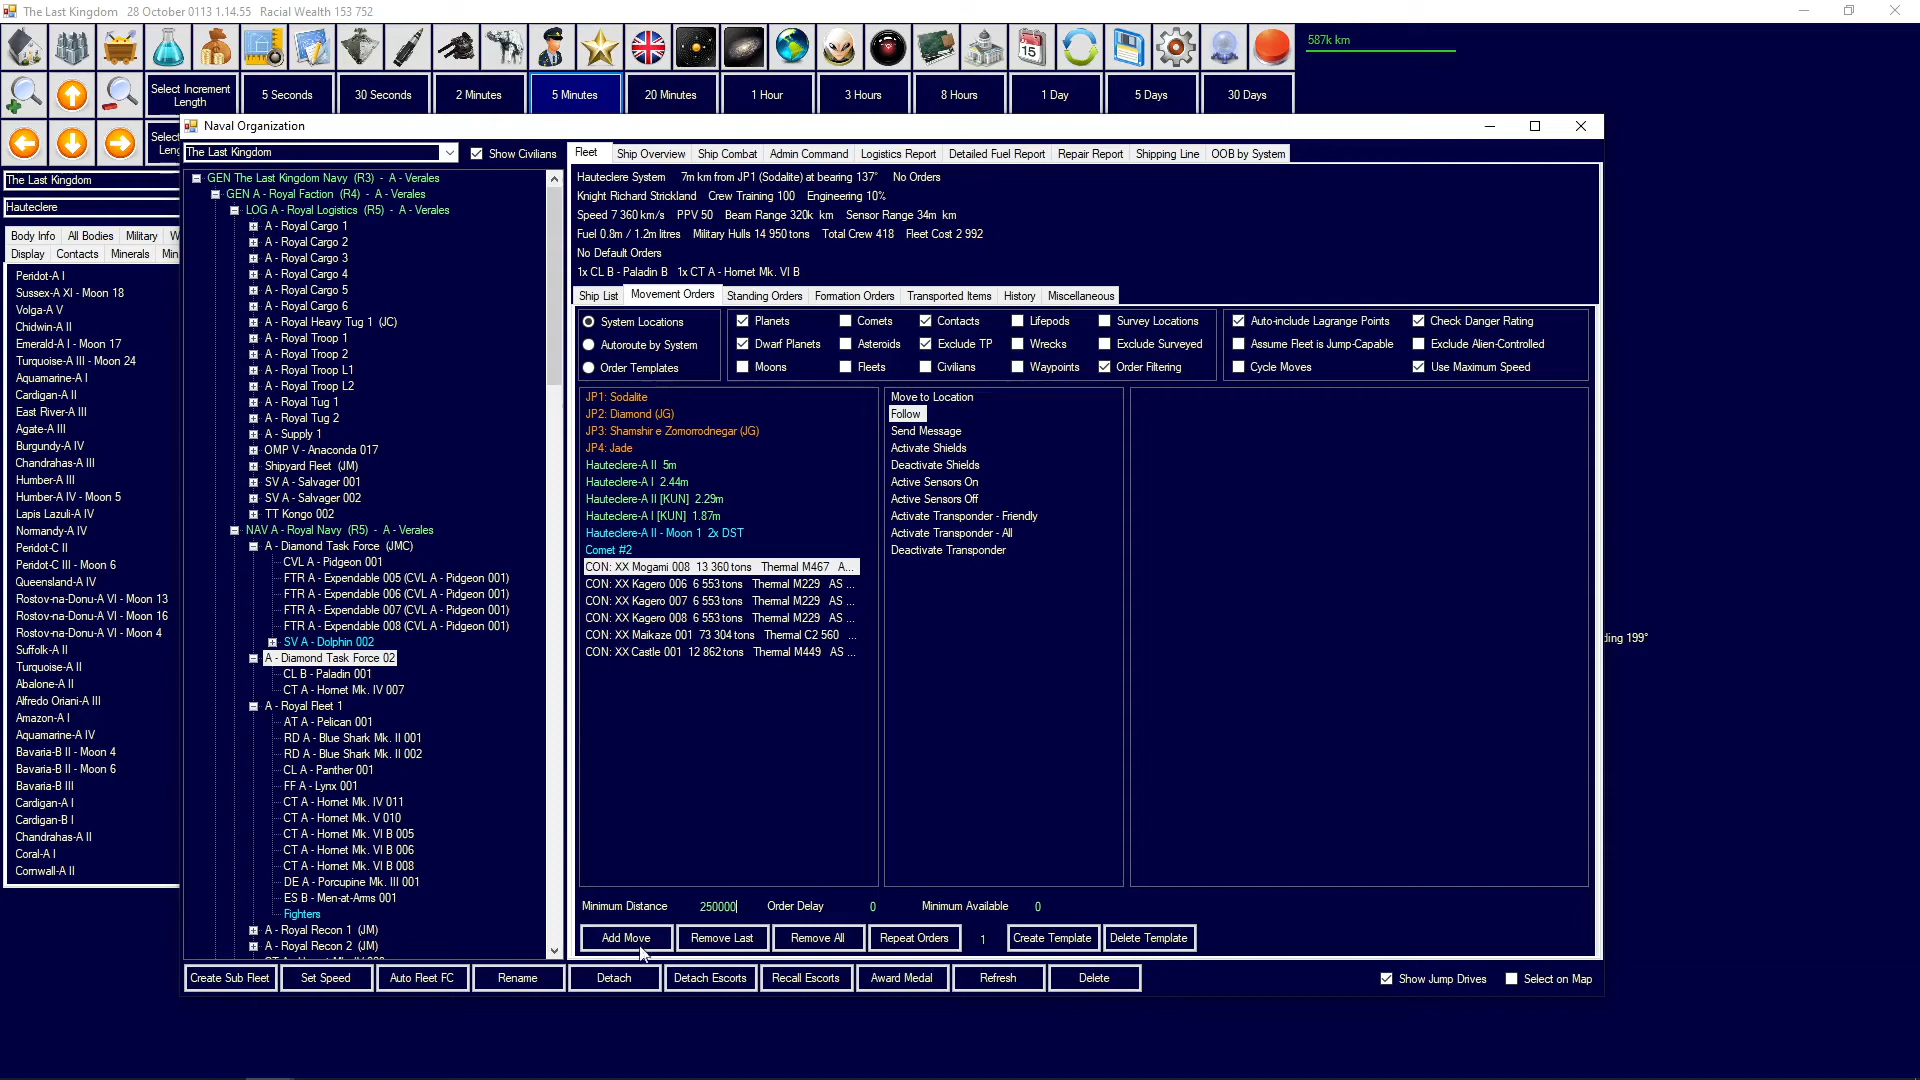 The Last Kingdom   28 October 0113 1.14.55   Racial Wealth 153 752
15
587k km
Select Increment Length
5 Seconds
30 Seconds
2 Minutes
5 Minutes
20 Minutes
1 Hour
3 Hours
8 Hours
1 Day
5 Days
30 Days
Naval Organization
The Last Kingdom
Hauteclere
Body Info
All Bodies
Military
Display
Contacts
Minerals
Peridot-A I
Sussex-A XI - Moon 18
Volga-A V
Chidwin-A II
Emerald-A I - Moon 17
Turquoise-A III - Moon 24
Aquamarine-A I
Cardigan-A II
East River-A III
Agate-A III
Burgundy-A IV
Chandrahas-A III
Humber-A III
Humber-A IV - Moon 5
Lapis Lazuli-A IV
Normandy-A IV
Peridot-C II
Peridot-C III - Moon 6
Queensland-A IV
Rostov-na-Donu-A VI - Moon 13
Rostov-na-Donu-A VI - Moon 16
Rostov-na-Donu-A VI - Moon 4
Suffolk-A II
Turquoise-A II
Abalone-A II
Alfredo Oriani-A III
Amazon-A I
Aquamarine-A IV
Bavaria-B II - Moon 4
Bavaria-B II - Moon 6
Bavaria-B III
Cardigan-A I
Cardigan-B I
Chandrahas-A II
Coral-A I
Cornwall-A II
The Last Kingdom
Show Civilians
GEN The Last Kingdom Navy (R3) - A - Verales
GEN A - Royal Faction (R4) - A - Verales
LOG A - Royal Logistics (R5) - A - Verales
A - Royal Cargo 1
A - Royal Cargo 2
A - Royal Cargo 3
A - Royal Cargo 4
A - Royal Cargo 5
A - Royal Cargo 6
A - Royal Heavy Tug 1 (JC)
A - Royal Troop 1
A - Royal Troop 2
A - Royal Troop L1
A - Royal Troop L2
A - Royal Tug 1
A - Royal Tug 2
A - Supply 1
OMP V - Anaconda 017
Shipyard Fleet (JM)
SV A - Salvager 001
SV A - Salvager 002
TT Kongo 002
NAV A - Royal Navy (R5) - A - Verales
A - Diamond Task Force (JMC)
CVL A - Pidgeon 001
FTR A - Expendable 005 (CVL A - Pidgeon 001)
FTR A - Expendable 006 (CVL A - Pidgeon 001)
FTR A - Expendable 007 (CVL A - Pidgeon 001)
FTR A - Expendable 008 (CVL A - Pidgeon 001)
SV A - Dolphin 002
A - Diamond Task Force 02
CL B - Paladin 001
CT A - Hornet Mk. IV 007
A - Royal Fleet 1
AT A - Pelican 001
RD A - Blue Shark Mk. II 001
RD A - Blue Shark Mk. II 002
CL A - Panther 001
FF A - Lynx 001
CT A - Hornet Mk. IV 011
CT A - Hornet Mk. V 010
CT A - Hornet Mk. VI B 005
CT A - Hornet Mk. VI B 006
CT A - Hornet Mk. VI B 008
DE A - Porcupine Mk. III 001
ES B - Men-at-Arms 001
Fighters
A - Royal Recon 1 (JM)
A - Royal Recon 2 (JM)
Fleet
Ship Overview
Ship Combat
Admin Command
Logistics Report
Detailed Fuel Report
Repair Report
Shipping Line
OOB by System
Hauteclere System   7m km from JP1 (Sodalite) at bearing 137°   No Orders
Knight Richard Strickland   Crew Training 100   Engineering 10%
Speed 7 360 km/s   PPV 50   Beam Range 320k km   Sensor Range 34m km
Fuel 0.8m / 1.2m litres   Military Hulls 14 950 tons   Total Crew 418   Fleet Cost 2 992
No Default Orders
1x CL B - Paladin B   1x CT A - Hornet Mk. VI B
Ship List
Movement Orders
Standing Orders
Formation Orders
Transported Items
History
Miscellaneous
System Locations
Autoroute by System
Order Templates
Planets
Comets
Contacts
Lifepods
Survey Locations
Dwarf Planets
Asteroids
Exclude TP
Wrecks
Exclude Surveyed
Moons
Fleets
Civilians
Waypoints
Order Filtering
Auto-include Lagrange Points
Check Danger Rating
Assume Fleet is Jump-Capable
Exclude Alien-Controlled
Cycle Moves
Use Maximum Speed
JP1: Sodalite
JP2: Diamond (JG)
JP3: Shamshir e Zomorrodnegar (JG)
JP4: Jade
Hauteclere-A II  5m
Hauteclere-A I  2.44m
Hauteclere-A II [KUN]  2.29m
Hauteclere-A I [KUN]  1.87m
Hauteclere-A II - Moon 1  2x DST
Comet #2
CON: XX Mogami 008  13 360 tons   Thermal M467   A...
CON: XX Kagero 006  6 553 tons   Thermal M229   AS ...
CON: XX Kagero 007  6 553 tons   Thermal M229   AS ...
CON: XX Kagero 008  6 553 tons   Thermal M229   AS ...
CON: XX Maikaze 001  73 304 tons   Thermal C2 560   ...
CON: XX Castle 001  12 862 tons   Thermal M449   AS ...
Move to Location
Follow
Send Message
Activate Shields
Deactivate Shields
Active Sensors On
Active Sensors Off
Activate Transponder - Friendly
Activate Transponder - All
Deactivate Transponder
ding 199°
Minimum Distance   250000   Order Delay   0   Minimum Available   0
Add Move
Remove Last
Remove All
Repeat Orders
1
Create Template
Delete Template
Create Sub Fleet
Set Speed
Auto Fleet FC
Rename
Detach
Detach Escorts
Recall Escorts
Award Medal
Refresh
Delete
Show Jump Drives
Select on Map